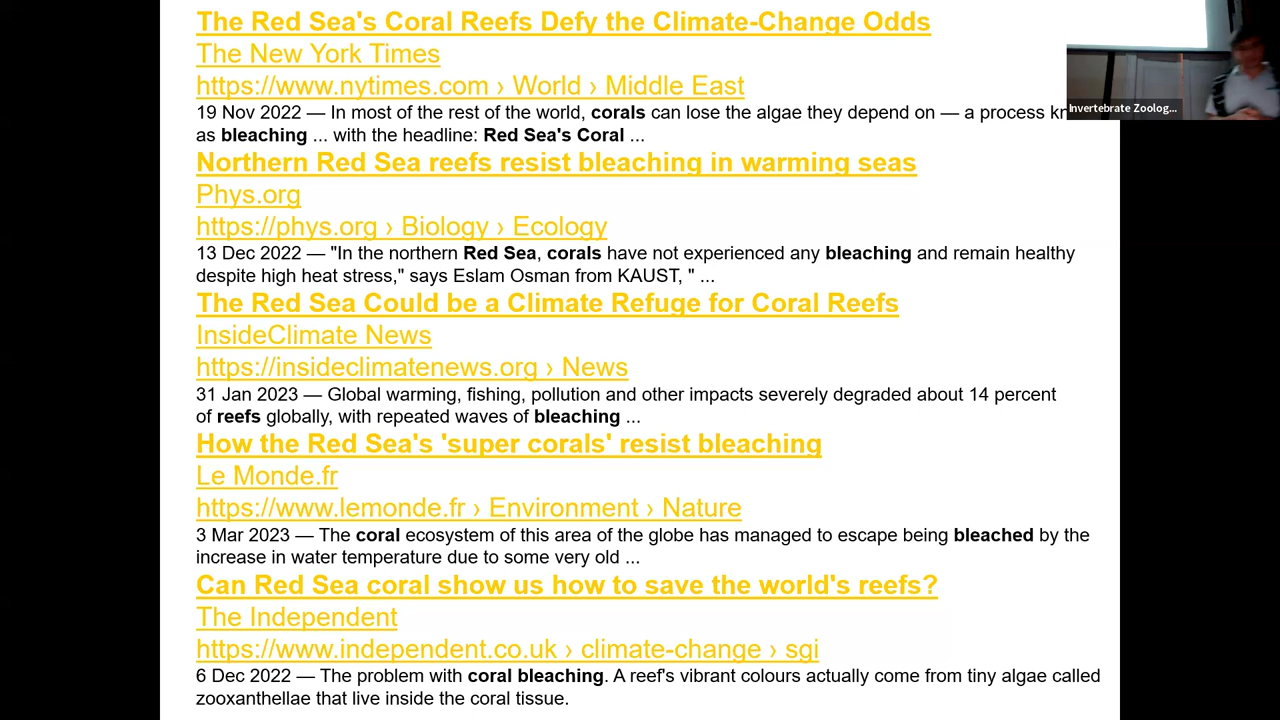 The Red Sea's Coral Reefs Defy the Climate-Change Odds
The New York Times
https://www.nytimes.com › World › Middle East
19 Nov 2022 — In most of the rest of the world, corals can lose the algae they depend on — a process
as bleaching ... with the headline: Red Sea's Coral ...
Northern Red Sea reefs resist bleaching in warming seas
Phys.org
https://phys.org › Biology › Ecology
13 Dec 2022 — "In the northern Red Sea, corals have not experienced any bleaching and remain healthy
despite high heat stress," says Eslam Osman from KAUST, " ...
The Red Sea Could be a Climate Refuge for Coral Reefs
InsideClimate News
https://insideclimatenews.org › News
31 Jan 2023 — Global warming, fishing, pollution and other impacts severely degraded about 14 percent
of reefs globally, with repeated waves of bleaching ...
How the Red Sea's 'super corals' resist bleaching
Le Monde.fr
https://www.lemonde.fr › Environment › Nature
3 Mar 2023 — The coral ecosystem of this area of the globe has managed to escape being bleached by the
increase in water temperature due to some very old ...
Can Red Sea coral show us how to save the world's reefs?
The Independent
https://www.independent.co.uk › climate-change › sgi
6 Dec 2022 — The problem with coral bleaching. A reef's vibrant colours actually come from tiny algae called
zooxanthellae that live inside the coral tissue.
Invertebrate Zoolog...